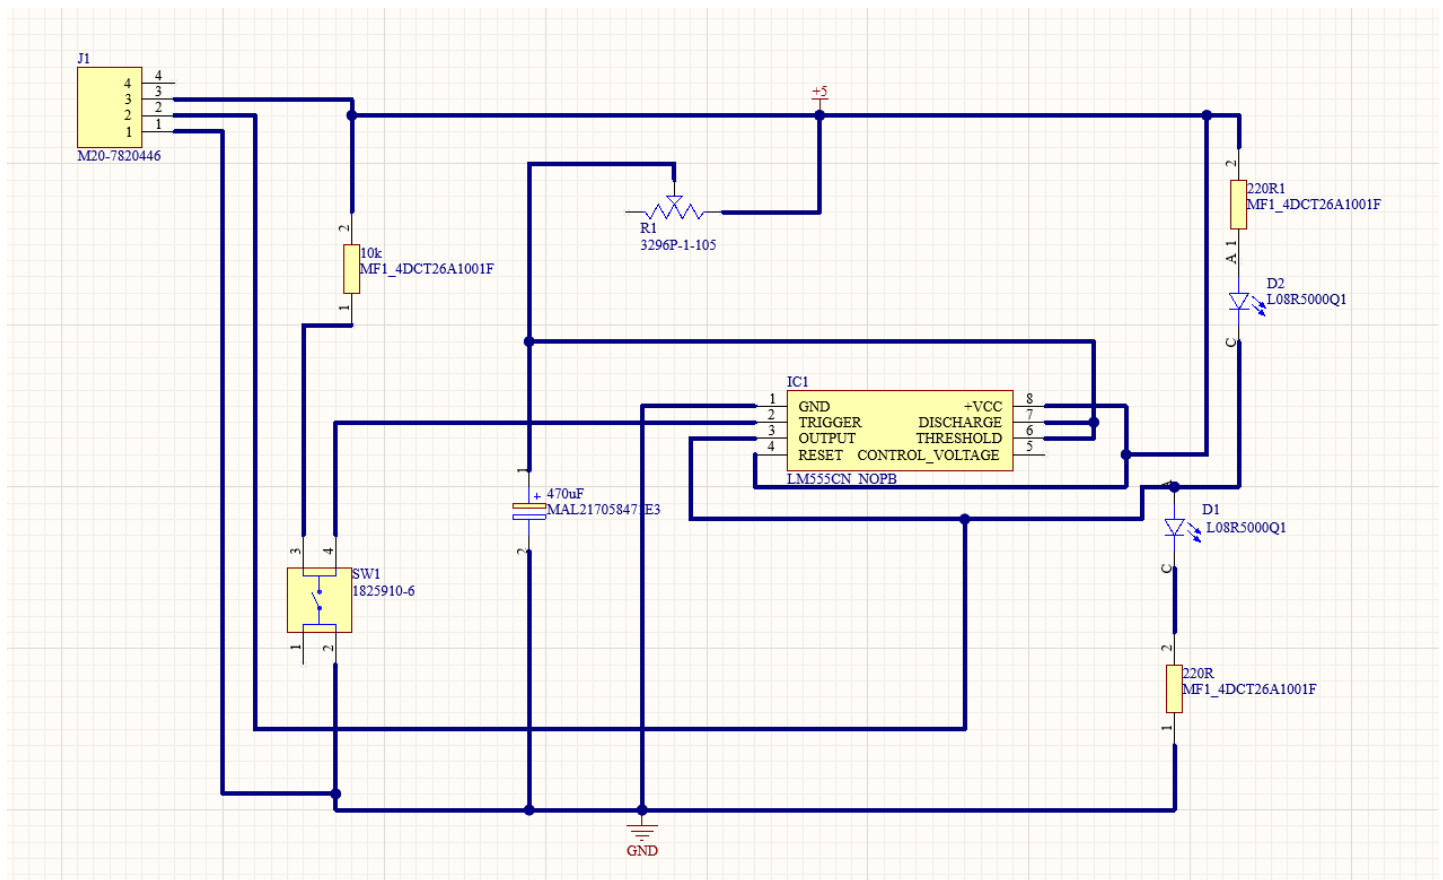 J1
4 4
3 3
2 2
1 1
M20-7820446
+5
2
220R1
MF1_4DCT26A1001F
1
A
R1
3296P-1-105
2
10k
MF1_4DCT26A1001F
1
D2
L08R5000Q1
C
IC1
1 GND +VCC 8
2 TRIGGER DISCHARGE 7
3 OUTPUT THRESHOLD 6
4 RESET CONTROL_VOLTAGE 5
LM555CN_NOPB
1
+ 470uF
2
A
D1
L08R5000Q1
C
3 4
SW1
1825910-6
1 2
2
220R
MF1_4DCT26A1001F
1
GND